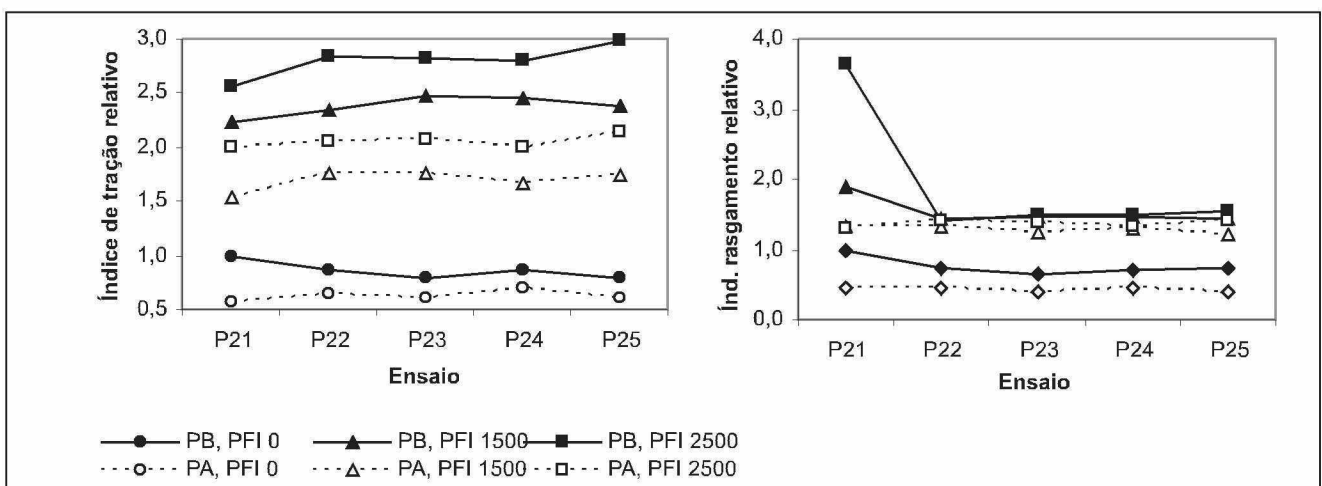 Índice de tração relativo
3,0
2,5
2,0
1,5
1,0
0,5
P21 P22 P23 P24 P25
Ensaio
Índ. rasgamento relativo
4,0
3,0
2,0
1,0
0,0
P21 P22 P23 P24 P25
Ensaio
PB, PFI 0 PB, PFI 1500 PB, PFI 2500
PA, PFI 0 PA, PFI 1500 PA, PFI 2500